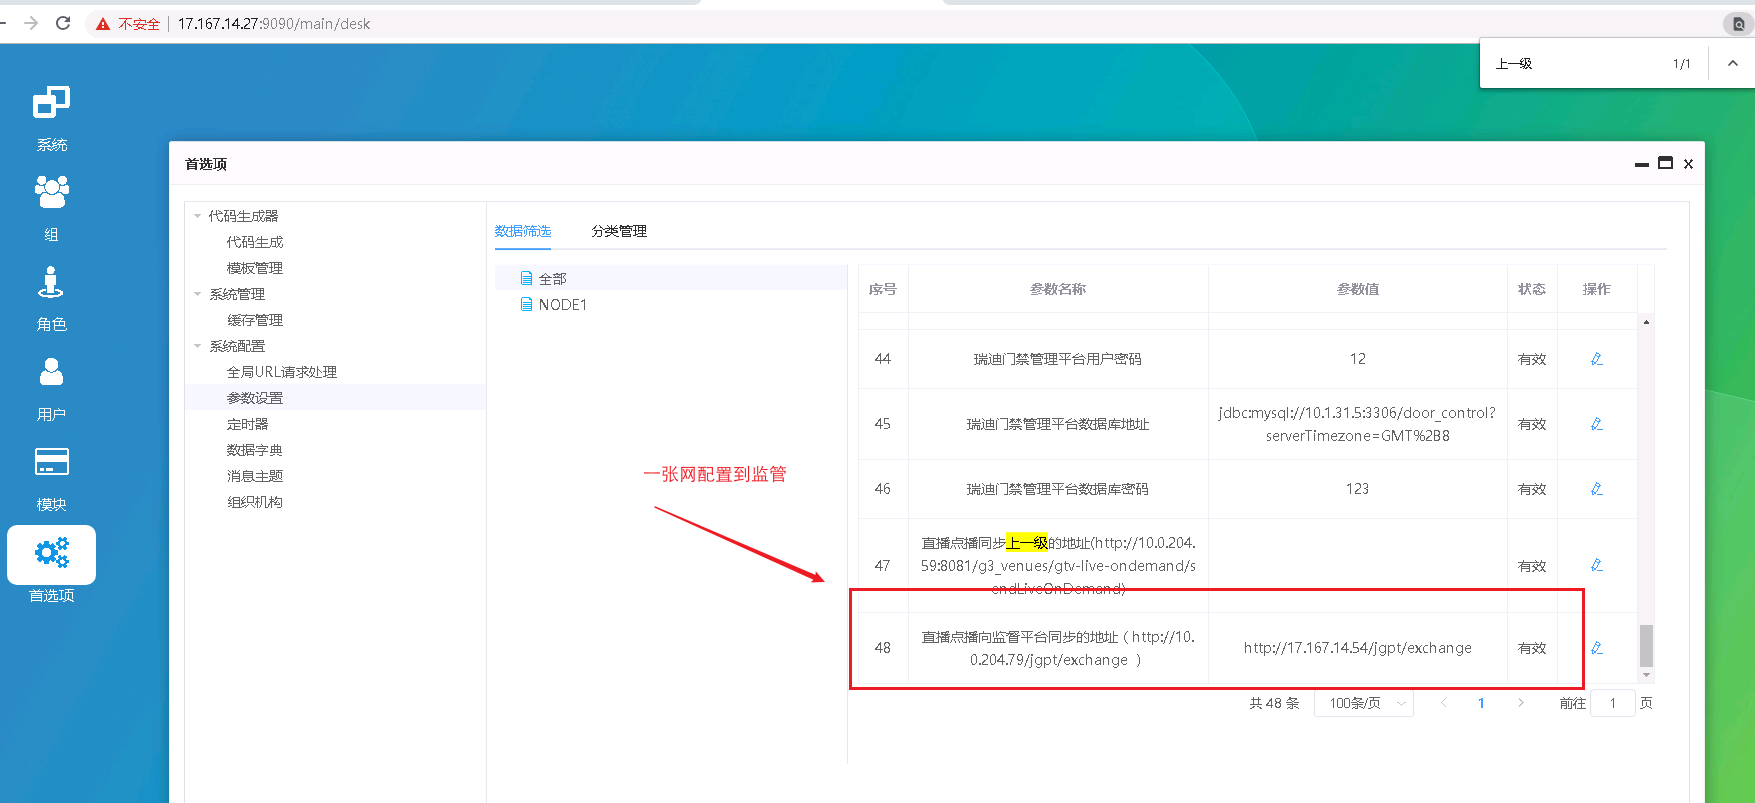 不安全
17.167.14.27:9090/main/desk
上一级
1/1
系统
组
角色
用户
模块
首选项
首选项
代码生成器
代码生成
模板管理
系统管理
缓存管理
系统配置
全局URL请求处理
参数设置
定时器
数据字典
消息主题
组织机构
数据筛选
分类管理
全部
NODE1
一张网配置到监管
序号 参数名称 参数值 状态 操作
44 瑞迪门禁管理平台用户密码 12 有效
45 瑞迪门禁管理平台数据库地址 jdbc:mysql://10.1.31.5:3306/door_control?
serverTimezone=GMT%2B8 有效
46 瑞迪门禁管理平台数据库密码 123 有效
直播点播同步上一级的地址(http://10.0.204.
47 59:8081/g3_venues/gtv-live-ondemand/s 有效
endLiveOnDemand)
48 直播点播向监督平台同步的地址（http://10.
0.204.79/jgpt/exchange ） http://17.167.14.54/jgpt/exchange 有效
共 48 条 100条/页 1 前往 1 页